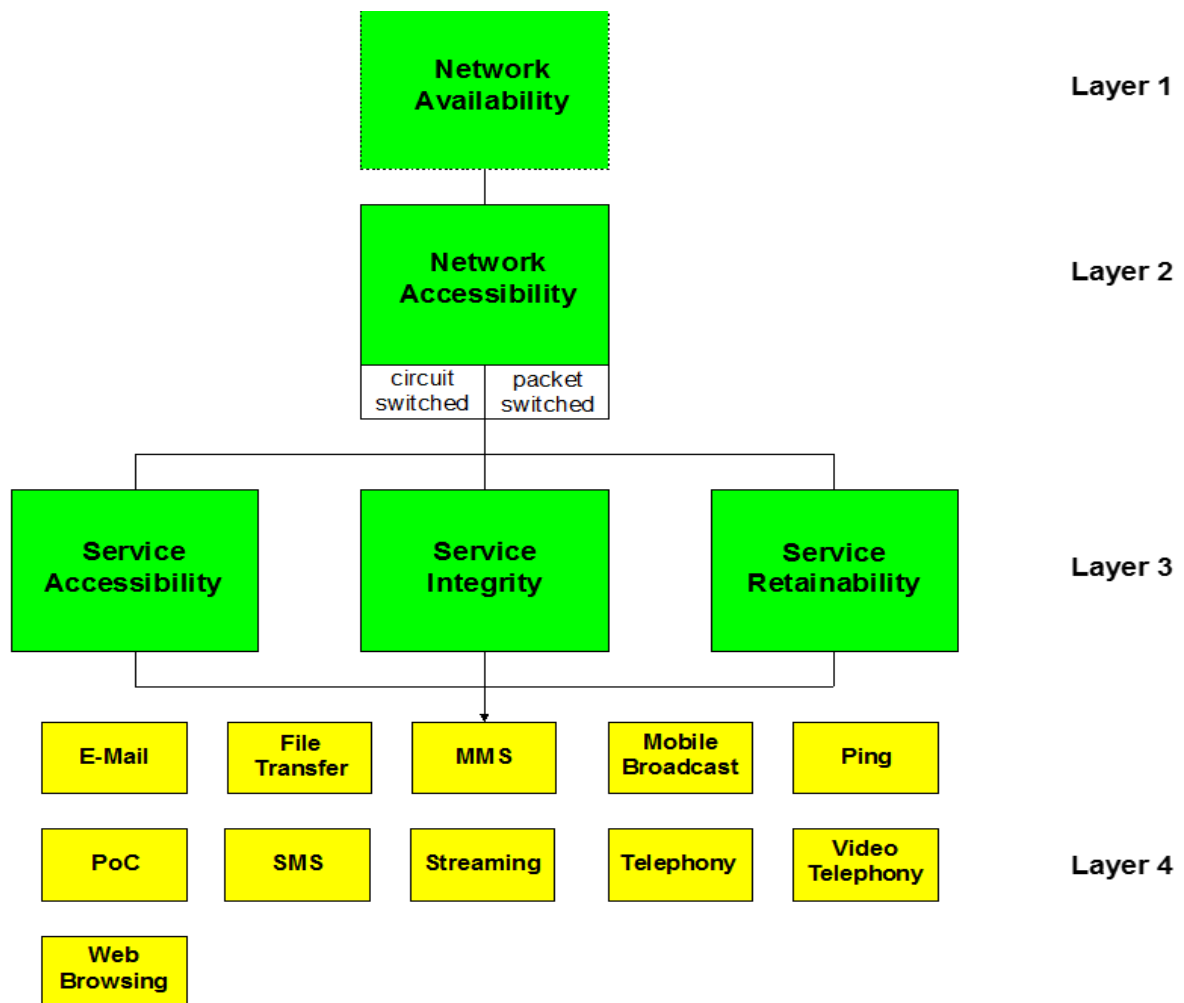 Network
Availability
Layer 1
Network
Accessibility
Layer 2
circuit
switched
packet
switched
Service
Accessibility
Service
Integrity
Service
Retainability
Layer 3
E-Mail
File
Transfer
MMS
Mobile
Broadcast
Ping
PoC
SMS
Streaming
Telephony
Video
Telephony
Layer 4
Web
Browsing